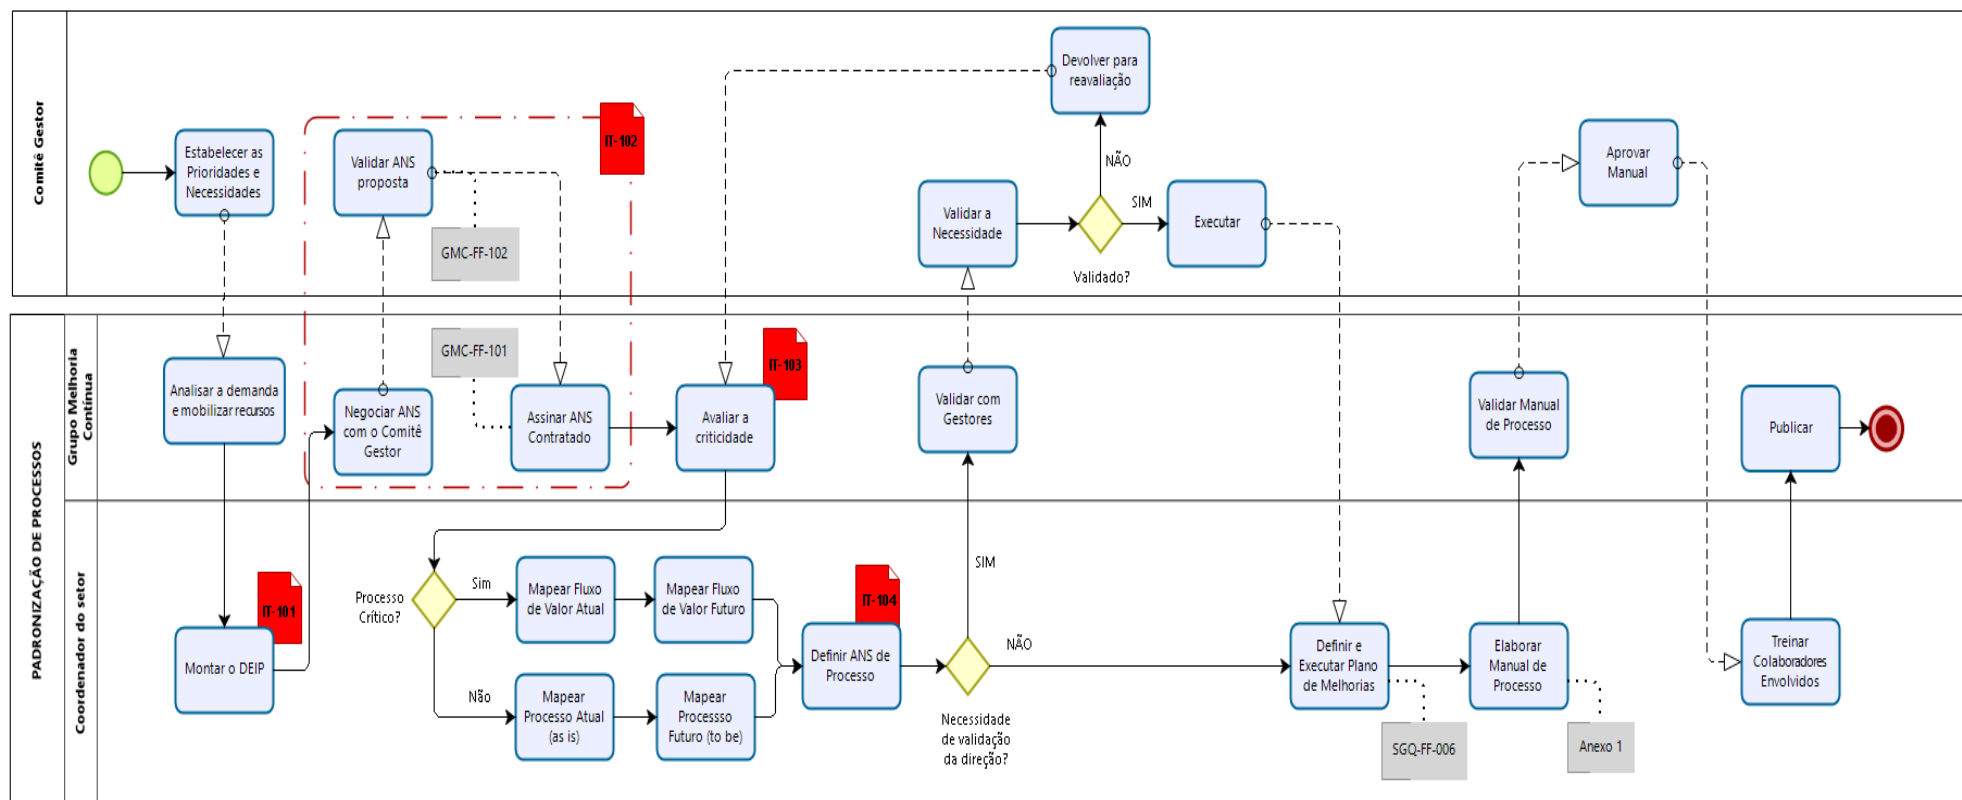 Comitê Gestor
Estabelecer as
Prioridades e
Necessidades
Validar ANS
proposta
GMC-FF-102
IT-102
Devolver para
reavaliação
NÃO
Validar a
Necessidade
SIM
Validado?
Executar
Aprovar
Manual
PADRONIZAÇÃO DE PROCESSOS
Grupo Melhoria
Contínua
Analisar a demanda
e mobilizar recursos
Negociar ANS
com o Comitê
Gestor
GMC-FF-101
Assinar ANS
Contratado
Avaliar a
criticidade
IT-103
Validar com
Gestores
Validar Manual
de Processo
Publicar
Coordenador do setor
Montar o DEIP
IT-101
Processo
Crítico?
Sim
Não
Mapear Fluxo
de Valor Atual
Mapear Fluxo
de Valor Futuro
Mapear
Processo Atual
(as is)
Mapear
Processso
Futuro (to be)
Definir ANS de
Processo
IT-104
SIM
NÃO
Necessidade
de validação
da direção?
Definir e
Executar Plano
de Melhorias
SGQ-FF-006
Elaborar
Manual de
Processo
Anexo 1
Treinar
Colaboradores
Envolvidos